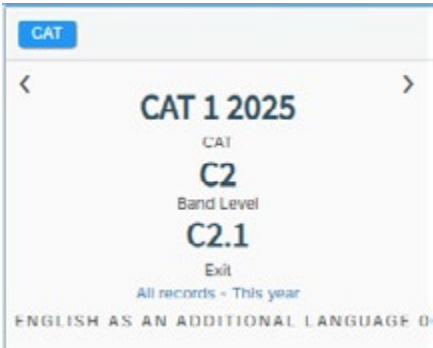 CAT
CAT 1 2025
CAT
C2
Band Level
C2.1
Exit
All records - This year
ENGLISH AS AN ADDITIONAL LANGUAGE